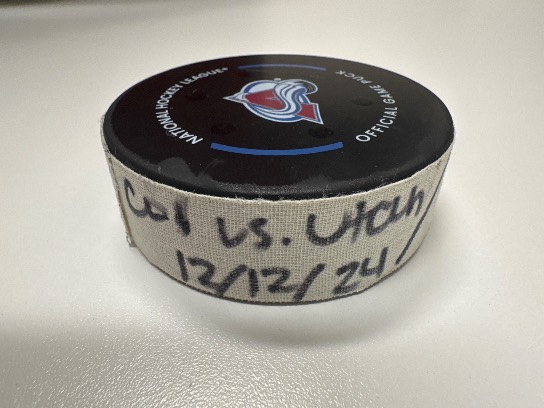 NATIONAL HOCKEY LEAGUE®
OFFICIAL GAME PUCK
Col vs. Utah/
12/12/24